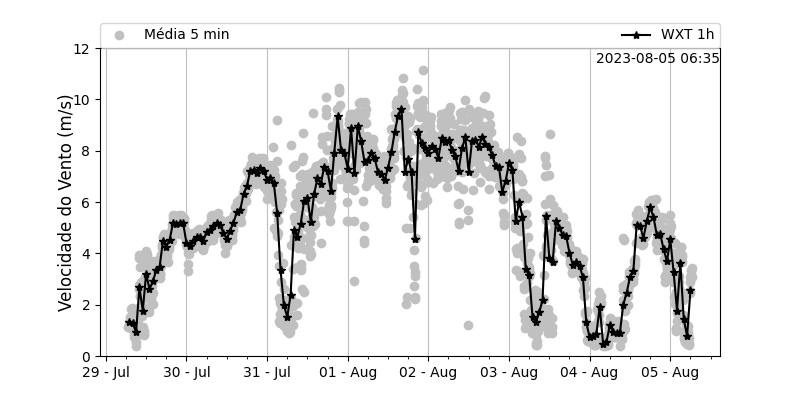 Média 5 min WXT 1h
2023-08-05 06:35
Velocidade do Vento (m/s)
12
10
8
6
4
2
0
29 - Jul 30 - Jul 31 - Jul 01 - Aug 02 - Aug 03 - Aug 04 - Aug 05 - Aug